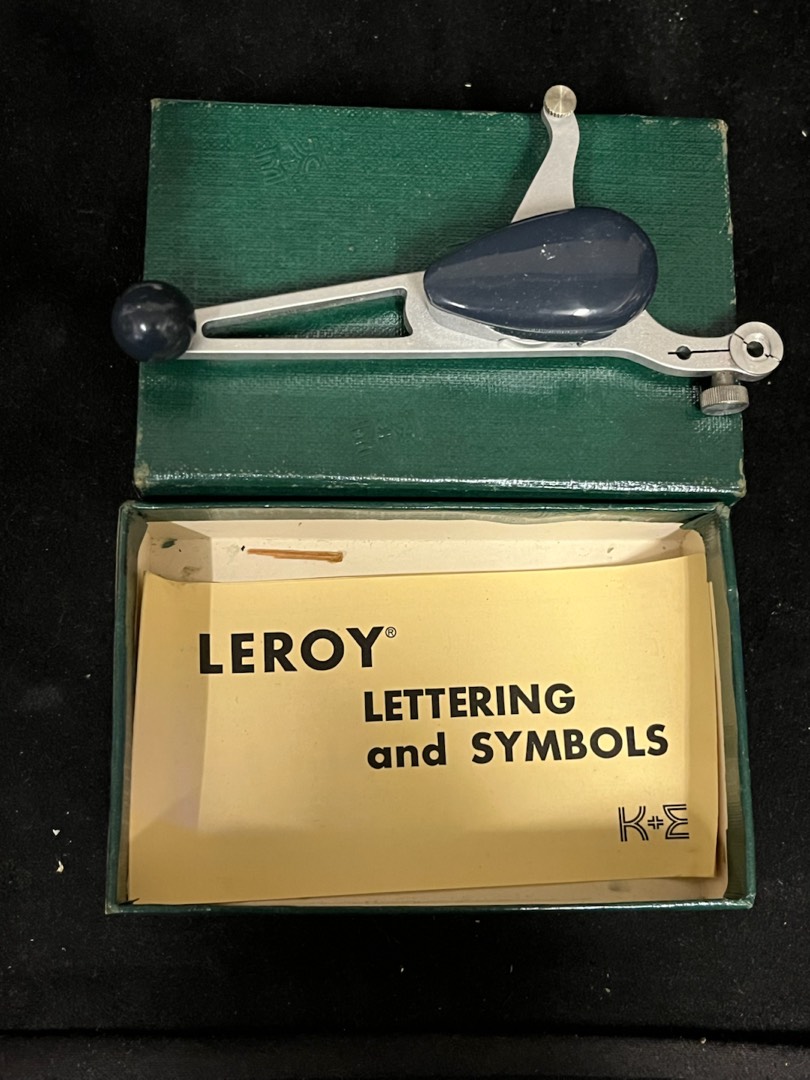 LEROY®
LETTERING
and SYMBOLS
K+E